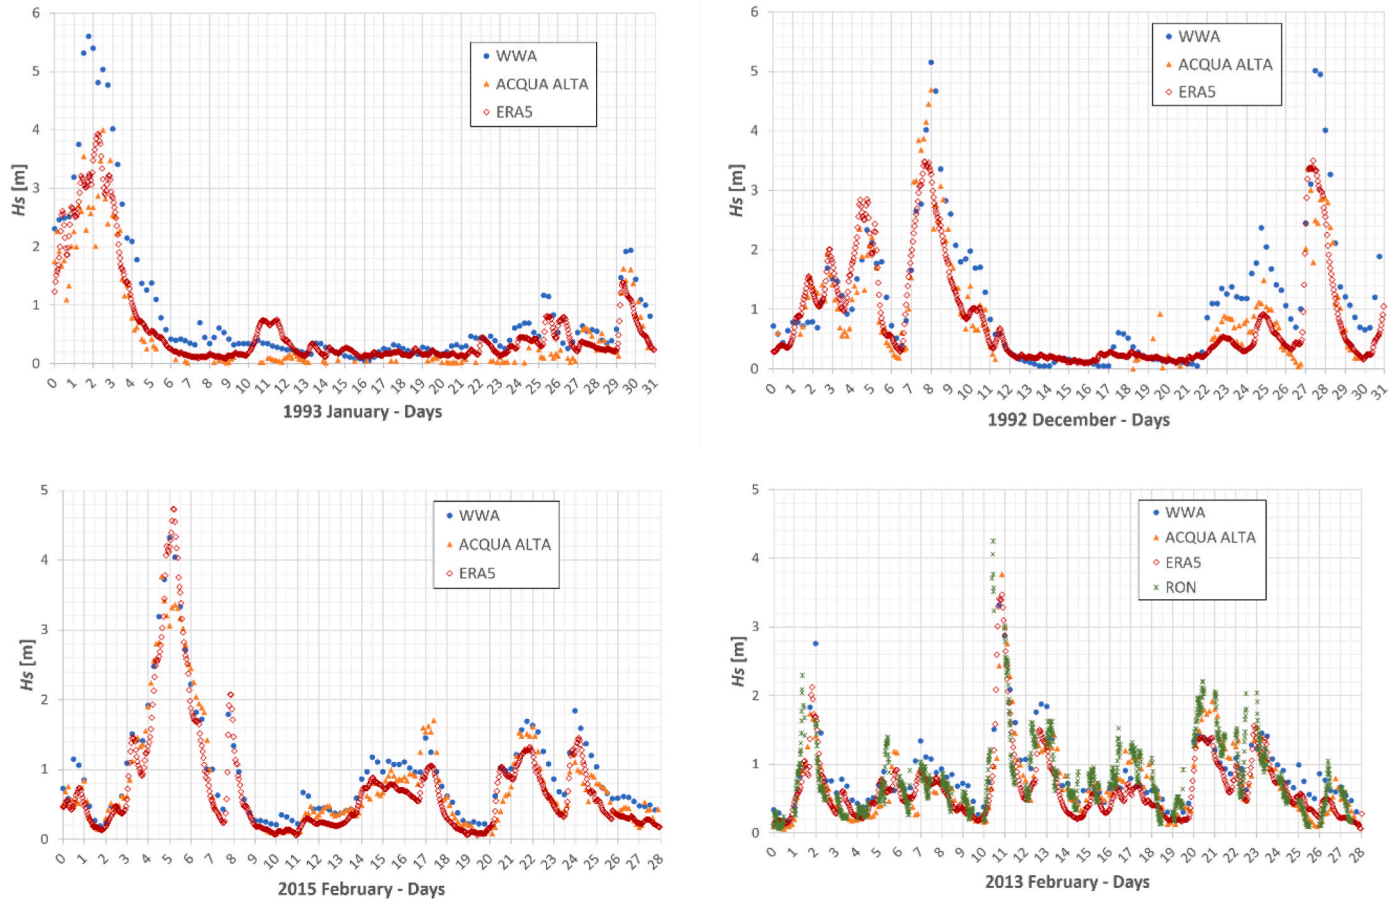 6
5
4
3
2
1
0
Hs [m]
WWA
ACQUA ALTA
ERA5
0 1 2 3 4 5 6 7 8 9 10 11 12 13 14 15 16 17 18 19 20 21 22 23 24 25 26 27 28 29 30 31
1993 January - Days
6
5
4
3
2
1
0
Hs [m]
WWA
ACQUA ALTA
ERA5
0 1 2 3 4 5 6 7 8 9 10 11 12 13 14 15 16 17 18 19 20 21 22 23 24 25 26 27 28 29 30 31
1992 December - Days
5
4
3
2
1
0
Hs [m]
WWA
ACQUA ALTA
ERA5
0 1 2 3 4 5 6 7 8 9 10 11 12 13 14 15 16 17 18 19 20 21 22 23 24 25 26 27 28
2015 February - Days
5
4
3
2
1
0
Hs [m]
WWA
ACQUA ALTA
ERA5
RON
0 1 2 3 4 5 6 7 8 9 10 11 12 13 14 15 16 17 18 19 20 21 22 23 24 25 26 27 28
2013 February - Days